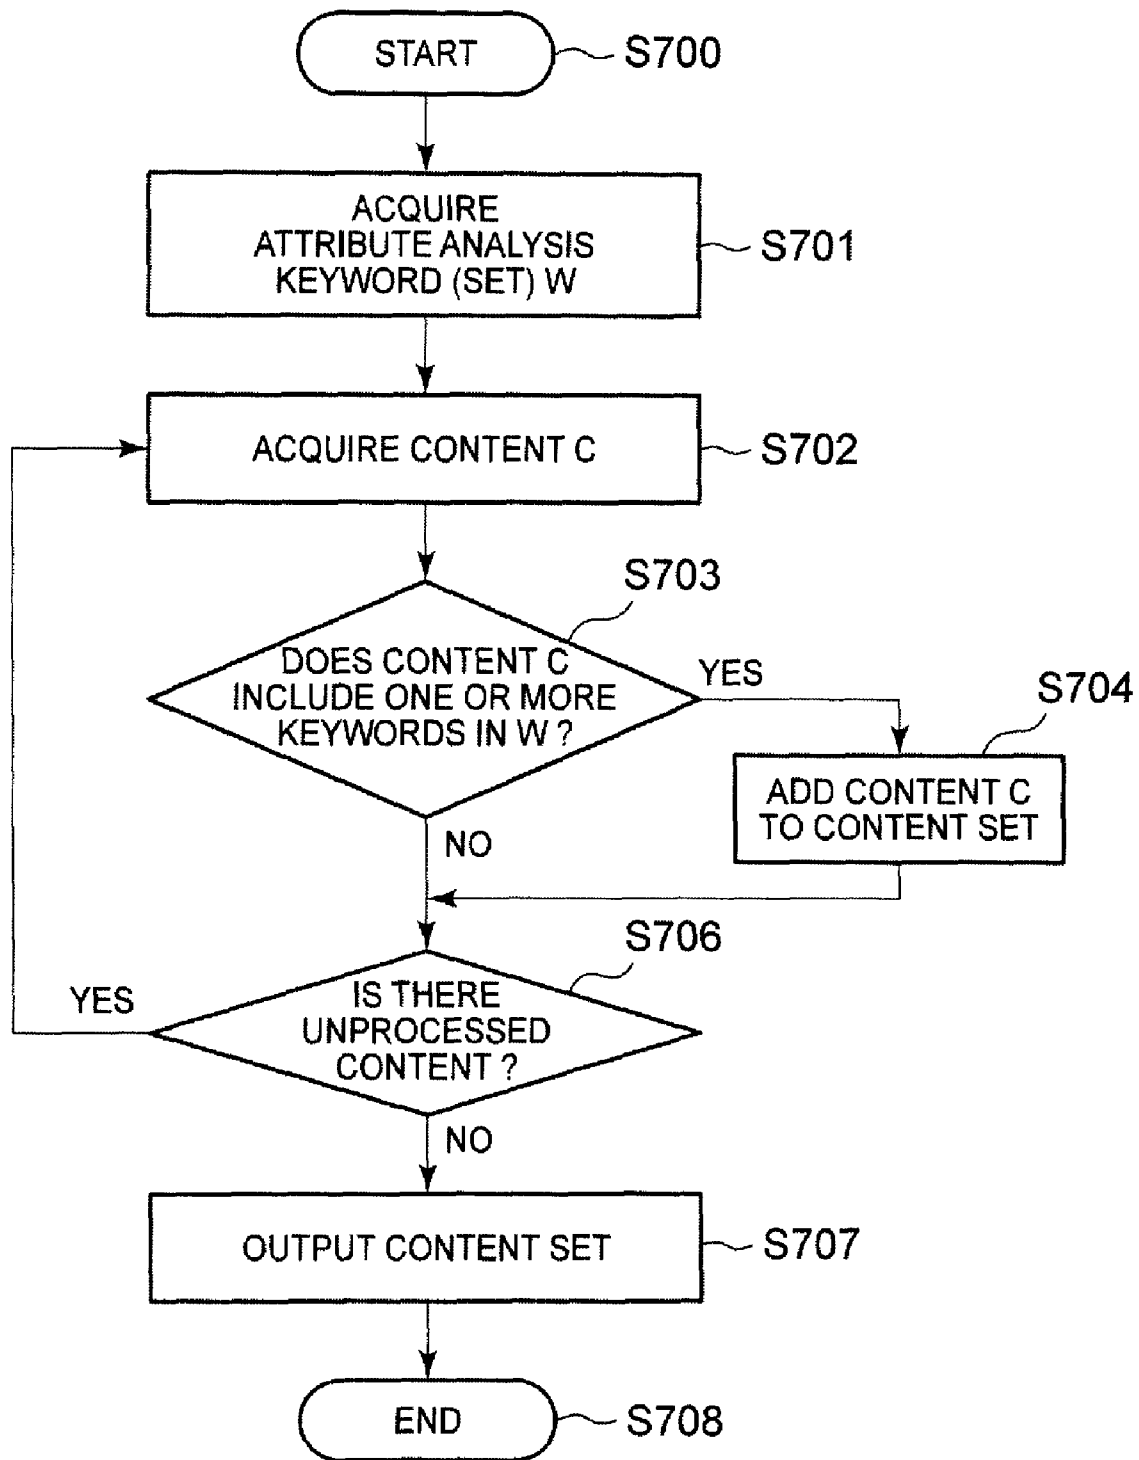 START
S700
ACQUIRE
ATTRIBUTE ANALYSIS
KEYWORD (SET) W
S701
ACQUIRE CONTENT C
S702
S703
DOES CONTENT C
INCLUDE ONE OR MORE
KEYWORDS IN W ?
YES
S704
ADD CONTENT C
TO CONTENT SET
NO
S706
YES
IS THERE
UNPROCESSED
CONTENT ?
NO
OUTPUT CONTENT SET
S707
END
S708